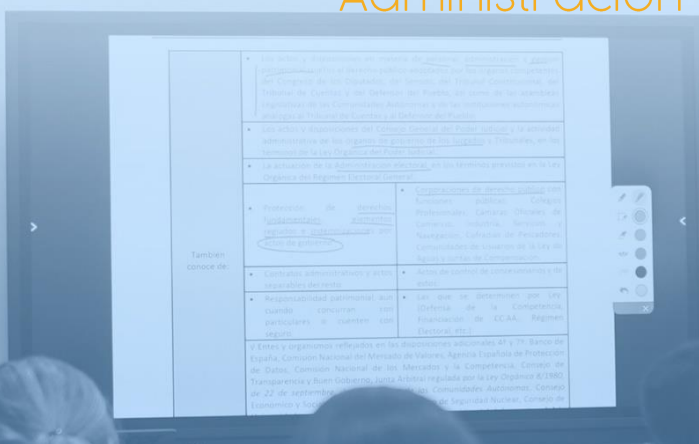 Administración
• Los actos y disposiciones en materia de personal, administración y gestión
patrimonial sujetos al derecho público adoptados por los órganos competentes
del Congreso de los Diputados, del Senado, del Tribunal Constitucional, del
Tribunal de Cuentas y del Defensor del Pueblo, así como de las asambleas
legislativas de las Comunidades Autónomas y de las instituciones autonómicas
análogas al Tribunal de Cuentas y al Defensor del Pueblo.
• Los actos y disposiciones del Consejo General del Poder Judicial y la actividad
administrativa de los órganos de gobierno de los Juzgados y Tribunales, en los
términos de la Ley Orgánica del Poder Judicial.
• La actuación de la Administración electoral, en los términos previstos en la Ley
Orgánica del Régimen Electoral General.
También
conoce de:
• Protección de derechos
fundamentales, elementos
reglados e indemnizaciones por
actos de gobierno
• Corporaciones de derecho público con
funciones públicas: Colegios
Profesionales, Cámaras Oficiales de
Comercio, Industria, Servicios y
Navegación, Cofradías de Pescadores,
Comunidades de Usuarios de la Ley de
Aguas y Juntas de Compensación.
• Contratos administrativos y actos
separables del resto.
• Actos de control de concesionarios y de
éstos.
• Responsabilidad patrimonial aun
cuando concurran con
particulares o cuenten con
seguro.
• Las que se determinen por Ley
(Defensa de la Competencia,
Financiación de CC.AA., Régimen
Electoral, etc.)
Entes y organismos reflejados en las disposiciones adicionales 4ª y 7ª: Banco de
España, Comisión Nacional del Mercado de Valores, Agencia Española de Protección
de Datos, Comisión Nacional de los Mercados y la Competencia, Consejo de
Transparencia y Buen Gobierno, Junta Arbitral regulada por la Ley Orgánica 8/1980,
de 22 de septiembre, las Comunidades Autónomas, Consejo
Económico y Social de Seguridad Nuclear, Consejo de